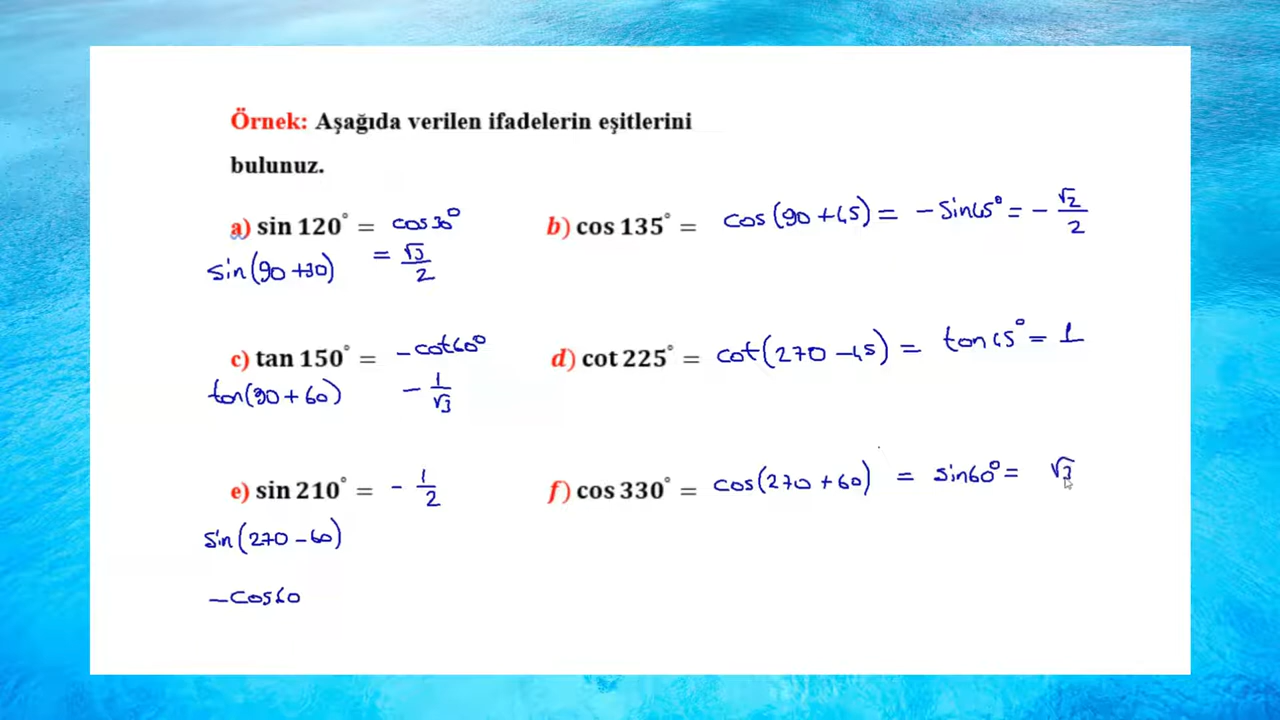 Örnek: Aşağıda verilen ifadelerin eşitlerini
bulunuz.
a) sin 120° = cos30°
= √3/2
sin(90+30)
b) cos 135° = cos(90+45) = -sin45° = -√2/2
c) tan 150° = -cot60°
tan(90+60)
-1/√3
d) cot 225° = cot(270-45) = tan45° = 1
e) sin 210° = -1/2
sin(270-60)
-cos60
f) cos 330° = cos(270+60) = sin60° = √3